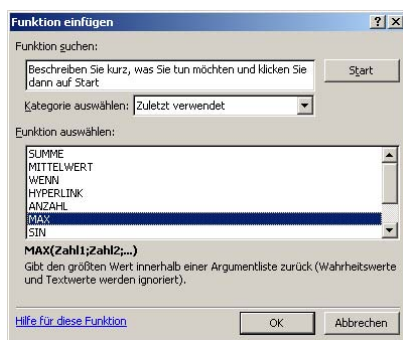 Funktion einfügen
Funktion suchen:
Beschreiben Sie kurz, was Sie tun möchten und klicken Sie
dann auf Start
Start
Kategorie auswählen: Zuletzt verwendet
Funktion auswählen:
SUMME
MITTELWERT
WENN
HYPERLINK
ANZAHL
MAX
SIN
MAX(Zahl1;Zahl2;...)
Gibt den größten Wert innerhalb einer Argumentliste zurück (Wahrheitswerte
und Textwerte werden ignoriert).
Hilfe für diese Funktion
OK
Abbrechen